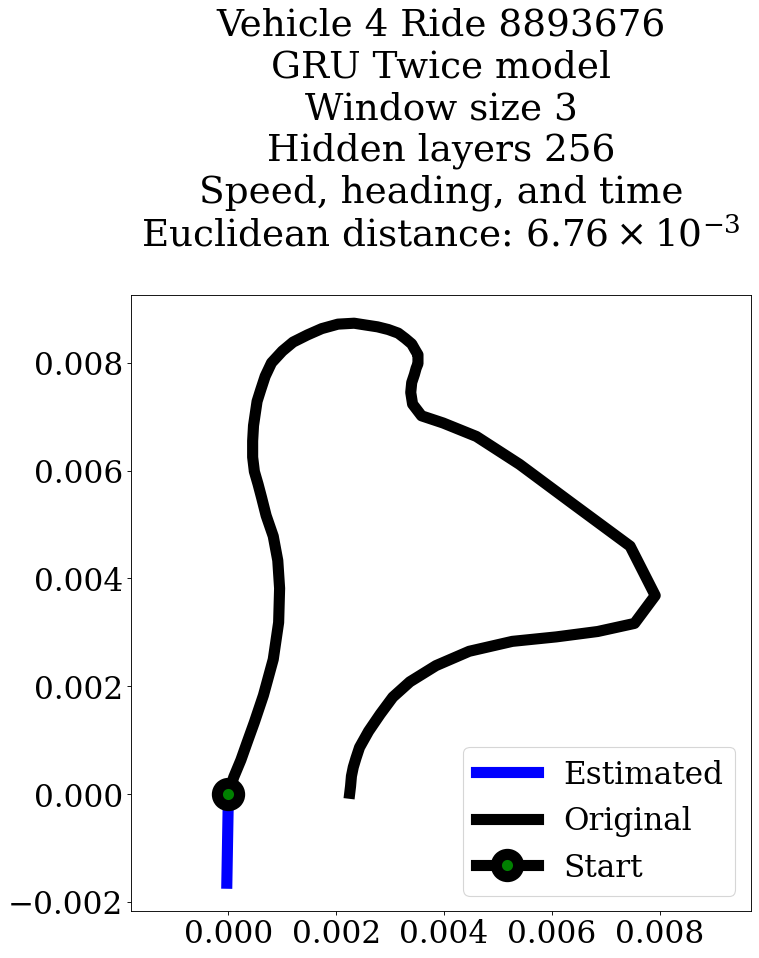 Vehicle 4 Ride 8893676
GRU Twice model
Window size 3
Hidden layers 256
Speed, heading, and time
Euclidean distance: 6.76 × 10⁻³
0.008
0.006
0.004
0.002
0.000
−0.002
Estimated
Original
Start
0.000 0.002 0.004 0.006 0.008